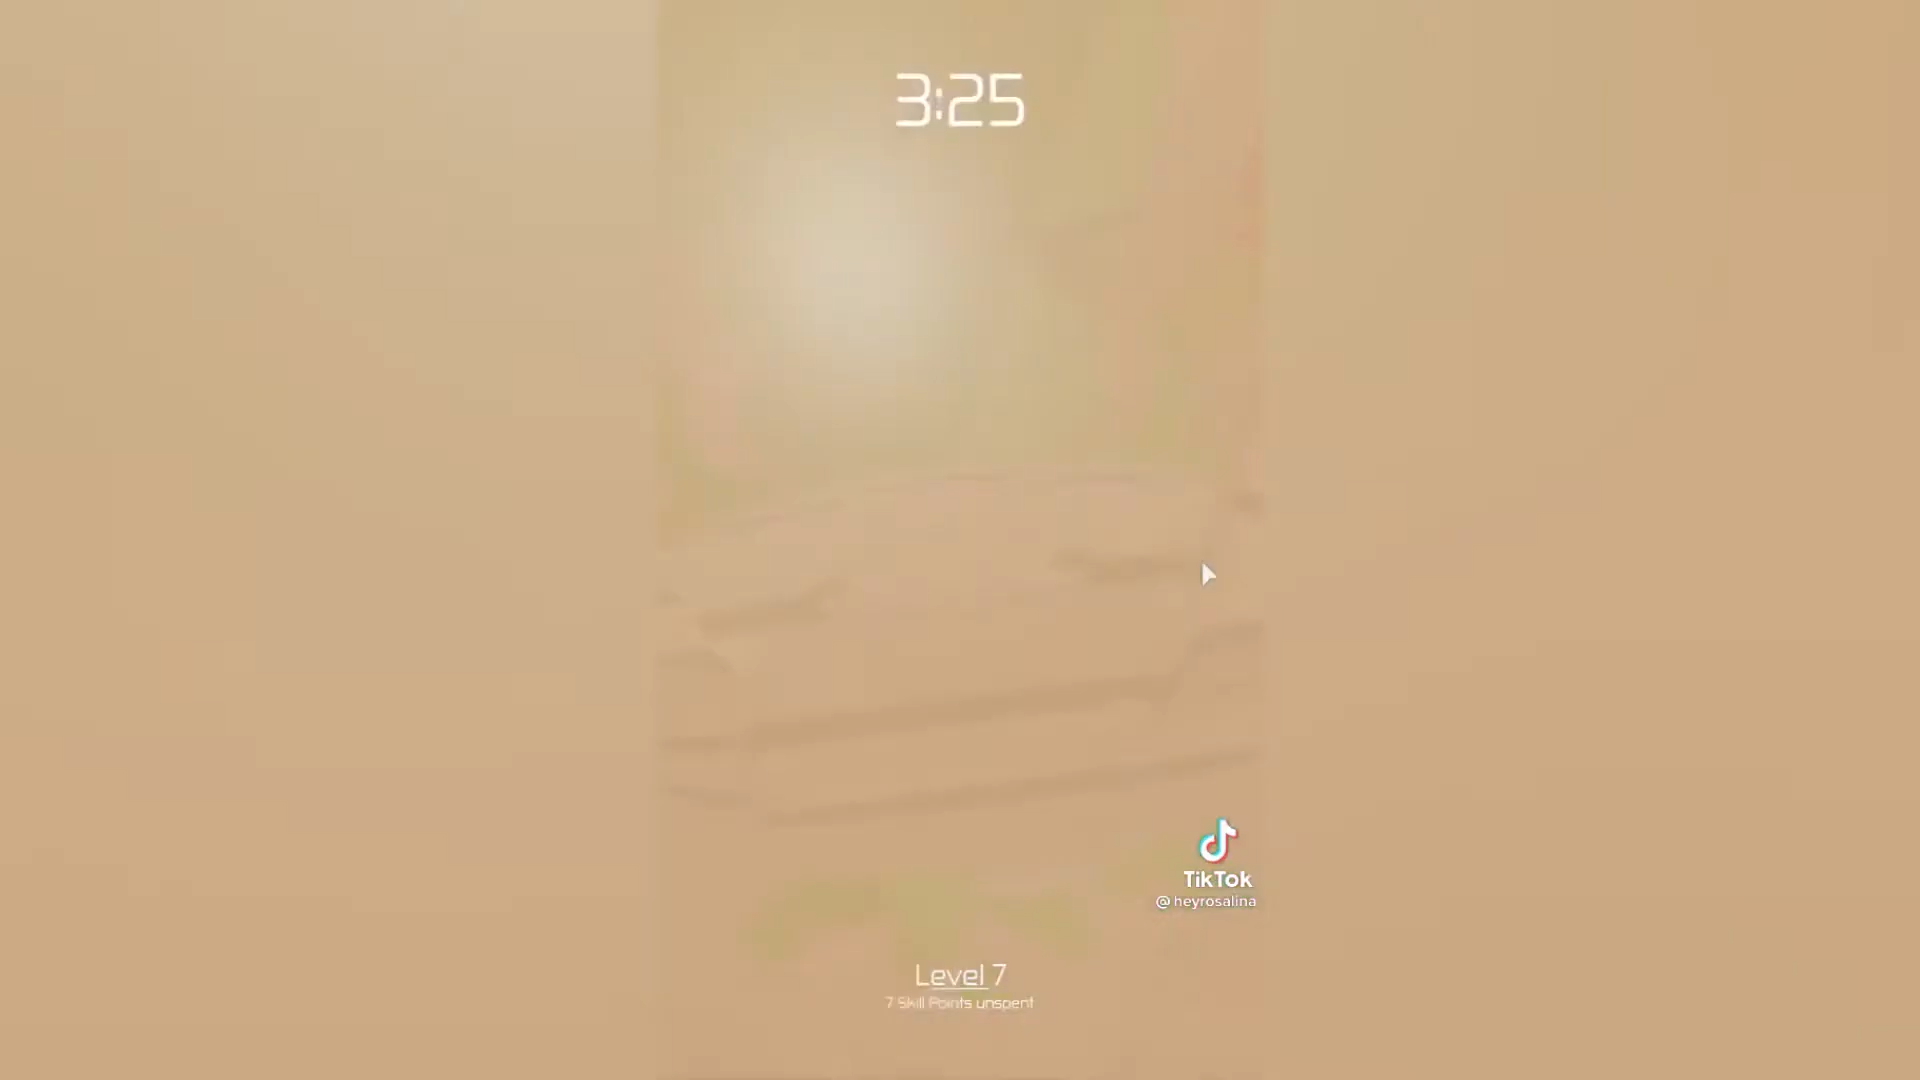 3:25
TikTok
@heyrosalina
Level 7
7 Skill Points unspent